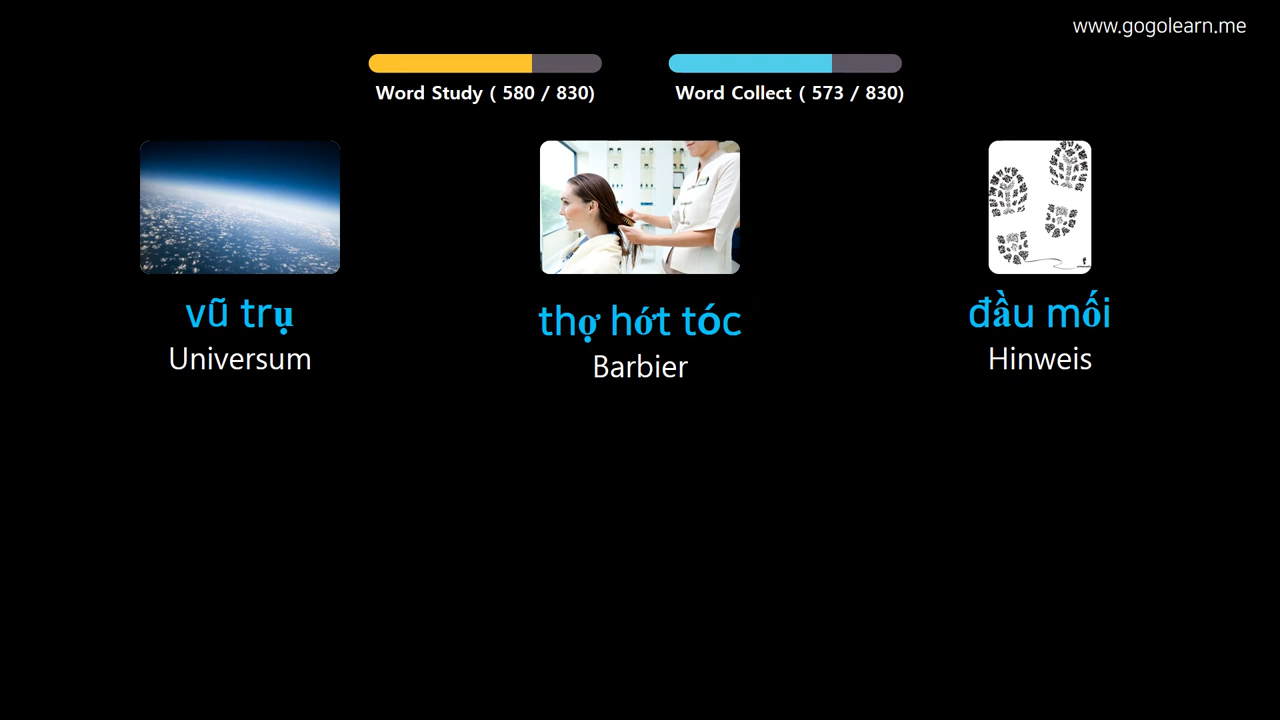 www.gogolearn.me
Word Study ( 580 / 830)
Word Collect ( 573 / 830)
vũ trụ
Universum
thợ hớt tóc
Barbier
đầu mối
Hinweis